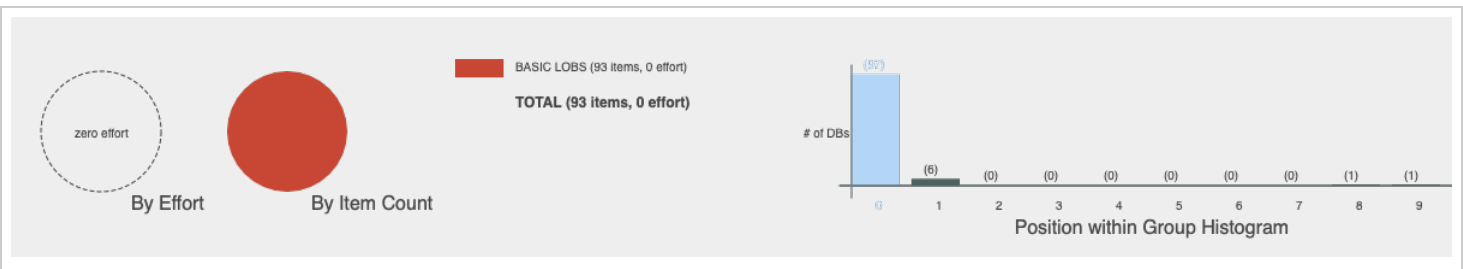 zero effort
By Effort
By Item Count
BASIC LOBS (93 items, 0 effort)
TOTAL (93 items, 0 effort)
# of DBs
(6)
(0)
(0)
(0)
(0)
(0)
(0)
(1)
(1)
1 2 3 4 5 6 7 8 9
Position within Group Histogram